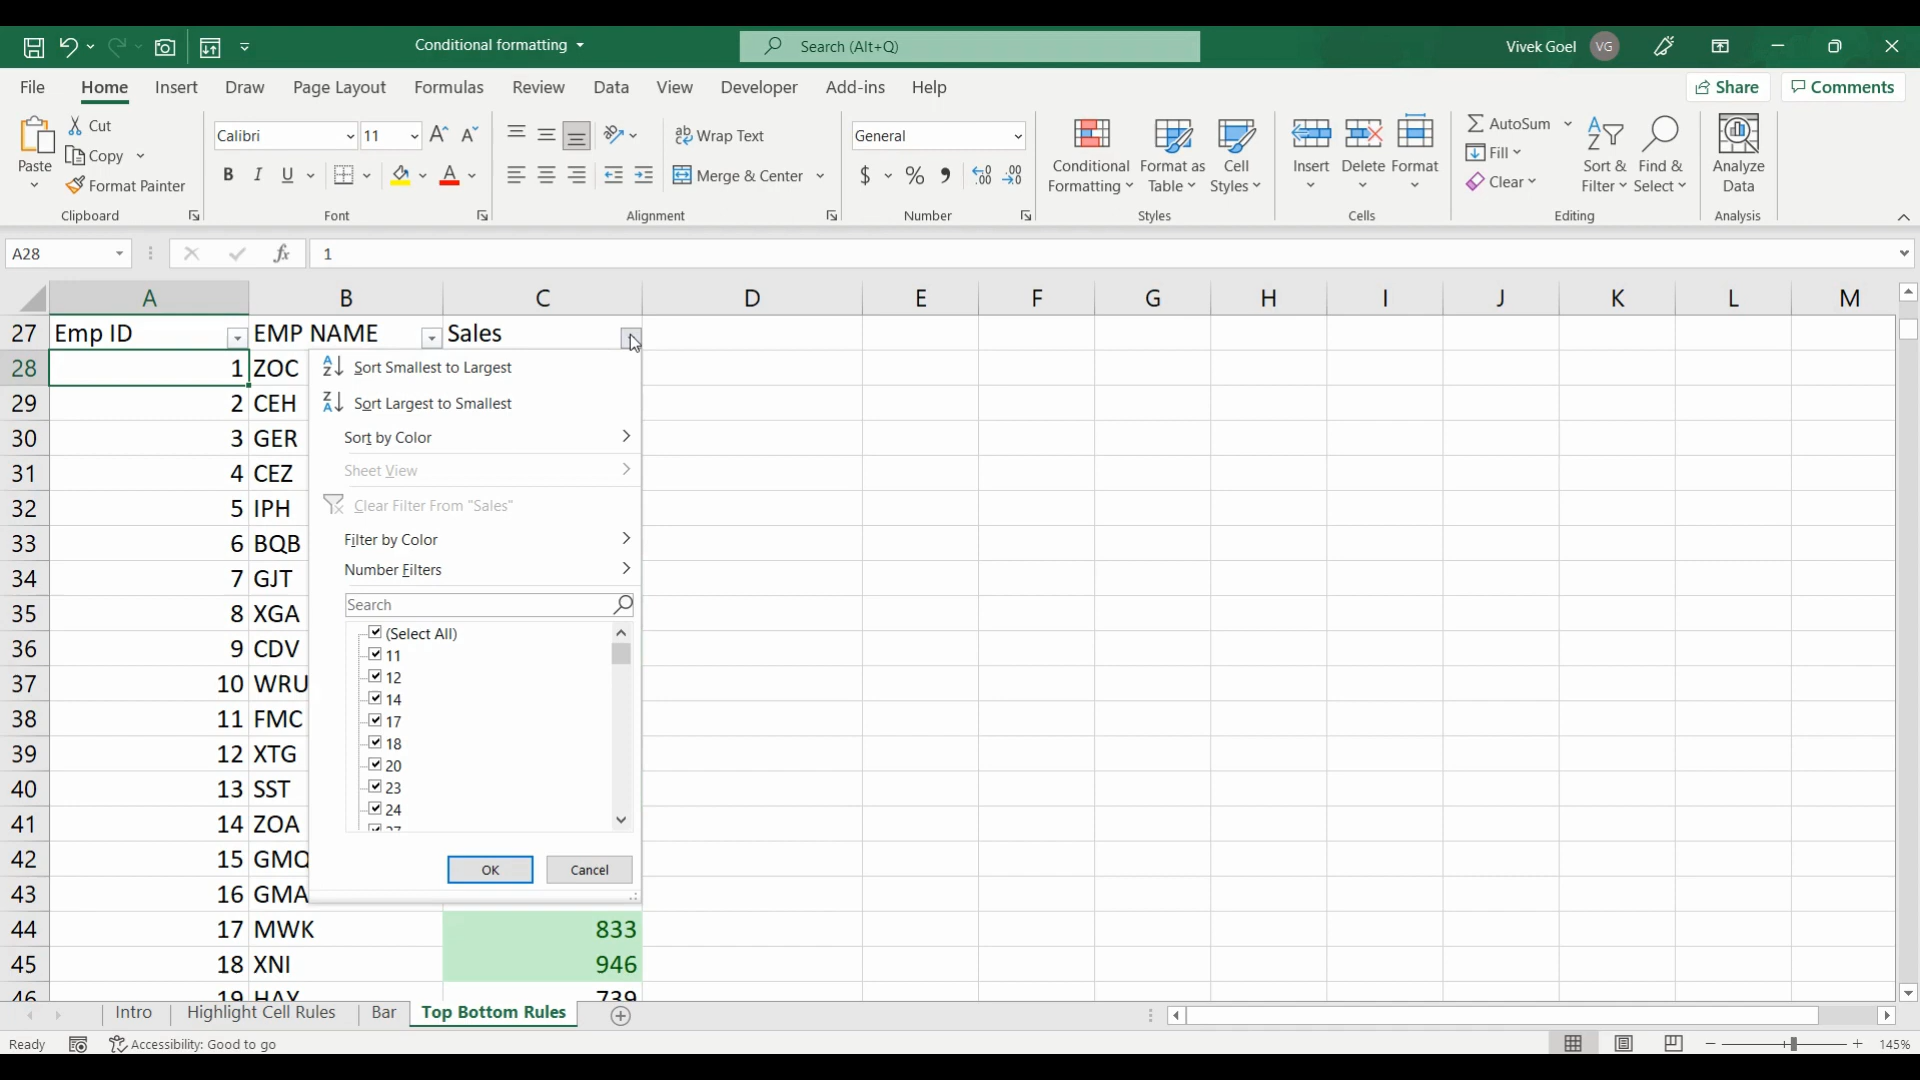 Conditional formatting
Search (Alt+Q)
Vivek Goel VG
File Home Insert Draw Page Layout Formulas Review Data View Developer Add-ins Help Share Comments
Paste
Cut
Copy
Format Painter
Clipboard
Calibri 11
B I U
Font
Wrap Text
Merge & Center
Alignment
General
$ % ,
Number
Conditional Formatting
Format as Table
Cell Styles
Styles
Insert Delete Format
Cells
AutoSum
Fill
Clear
Sort & Filter
Find & Select
Editing
Analyze Data
Analysis
A28 fx 1
A B C D E F G H I J K L M
27 Emp ID EMP NAME Sales
28 1 ZOC
29 2 CEH
30 3 GER
31 4 CEZ
32 5 IPH
33 6 BQB
34 7 GJT
35 8 XGA
36 9 CDV
37 10 WRU
38 11 FMC
39 12 XTG
40 13 SST
41 14 ZOA
42 15 GMQ
43 16 GMA
44 17 MWK 833
45 18 XNI 946
46 19 HAY 739
Sort Smallest to Largest
Sort Largest to Smallest
Sort by Color
Sheet View
Clear Filter From "Sales"
Filter by Color
Number Filters
Search
(Select All)
11
12
14
17
18
20
23
24
27
OK Cancel
Intro Highlight Cell Rules Bar Top Bottom Rules
Ready Accessibility: Good to go 145%